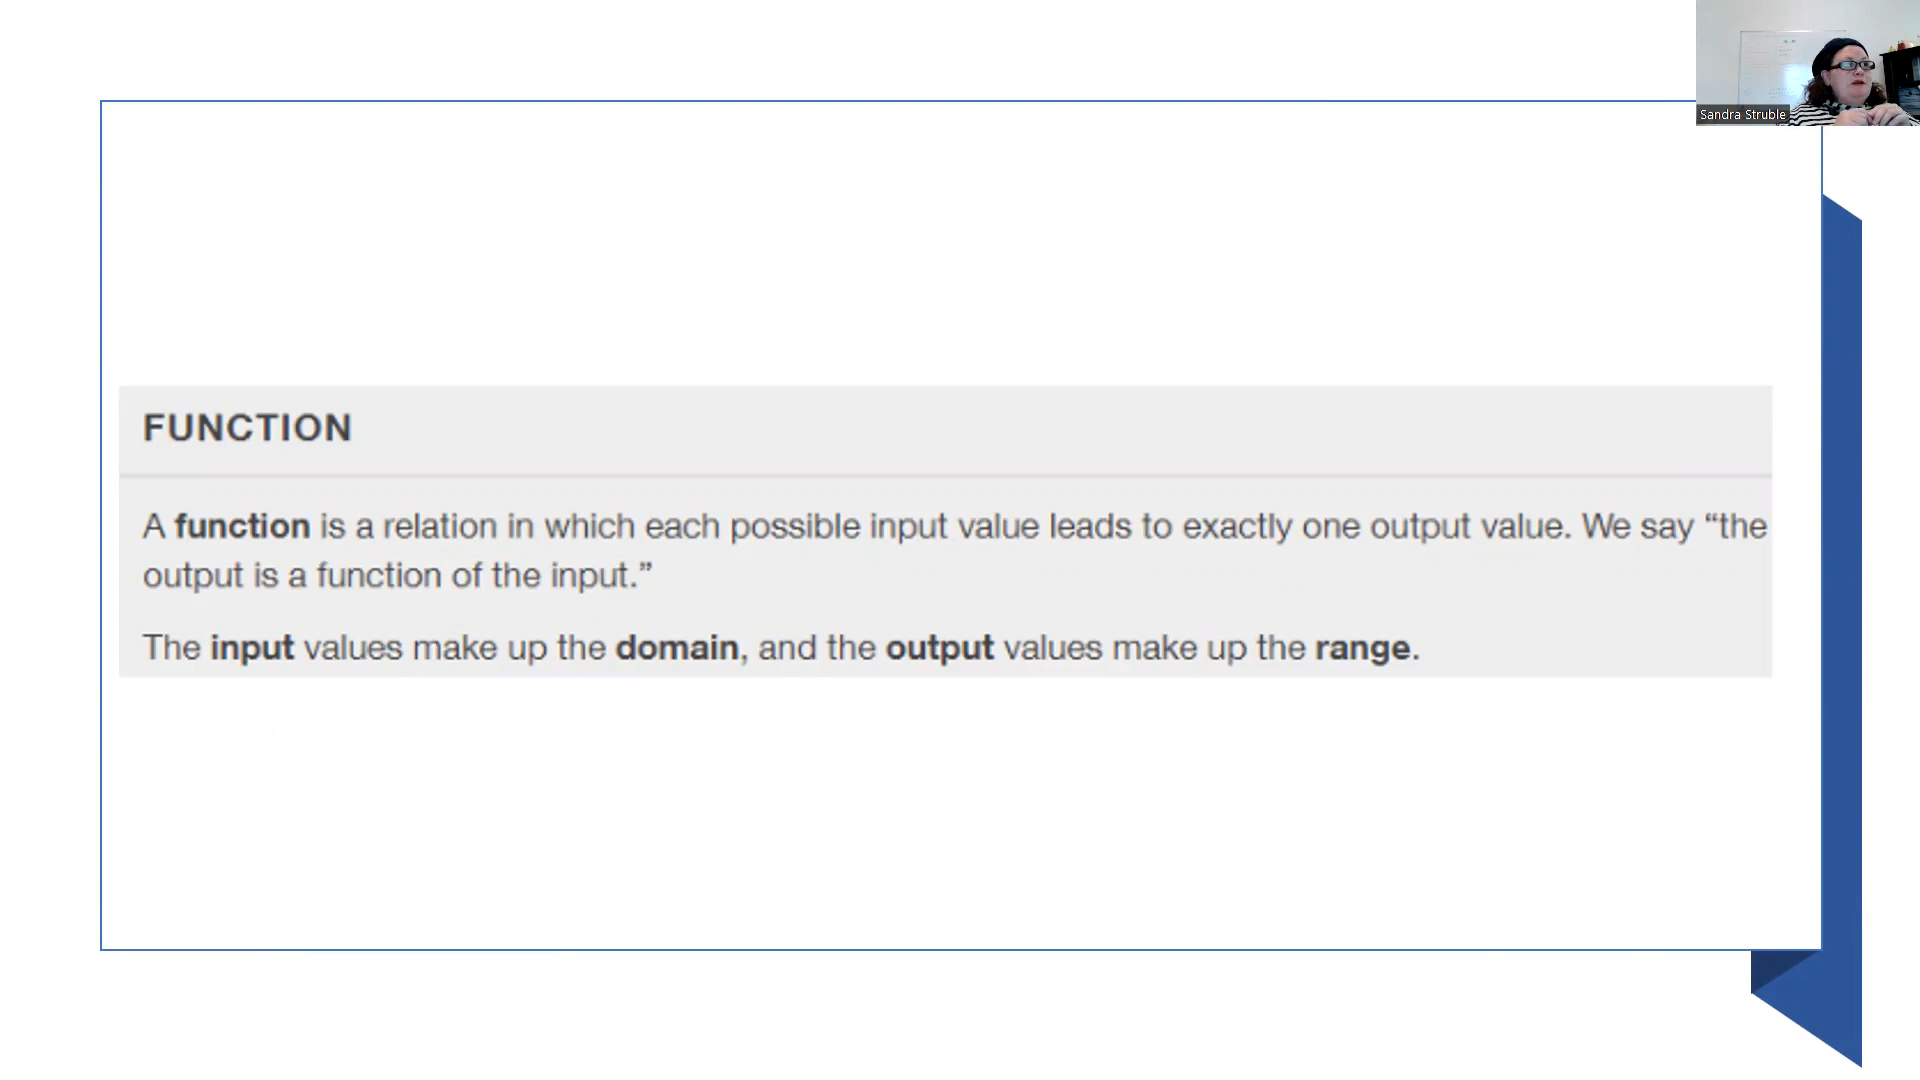 Sandra Struble
FUNCTION
A function is a relation in which each possible input value leads to exactly one output value. We say “the
output is a function of the input.”
The input values make up the domain, and the output values make up the range.